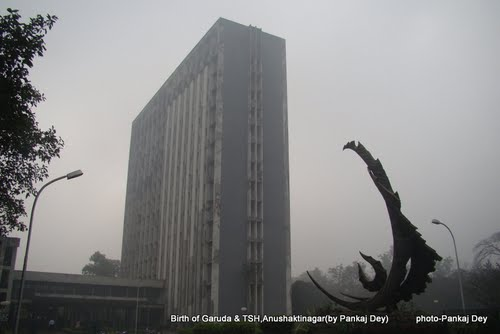 Birth of Garuda & TSH,Anushaktinagar(by Pankaj Dey) photo-Pankaj Dey)